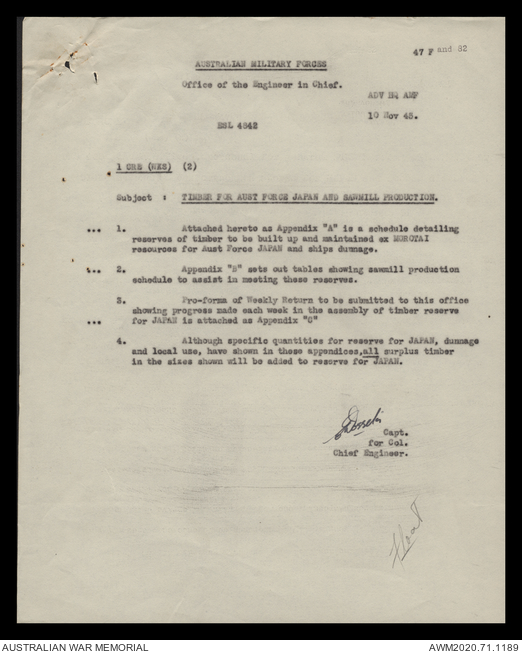 47 F and 82
AUSTRALIAN MILITARY FORCES
Office of the Engineer in Chief.
ADV HQ AMF
10 Nov 45.
ESL 4642
1 CRE (WKS) (2)
Subject : TIMBER FOR AUST FORCE JAPAN AND SAWMILL PRODUCTION.
... 1. Attached hereto as Appendix "A" is a schedule detailing
reserves of timber to be built up and maintained ex MOROTAI
resources for Aust Force JAPAN and ships dunnage.
... 2. Appendix "B" sets out tables showing sawmill production
schedule to assist in meeting these reserves.
3. Pro-forma of Weekly Return to be submitted to this office
showing progress made each week in the assembly of timber reserve
... for JAPAN is attached as Appendix "C"
4. Although specific quantities for reserve for JAPAN, dunnage
and local use, have shown in these appendices,all surplus timber
in the sizes shown will be added to reserve for JAPAN.
Capt.
for Col.
Chief Engineer.
AUSTRALIAN WAR MEMORIAL
AWM2020.71.1189